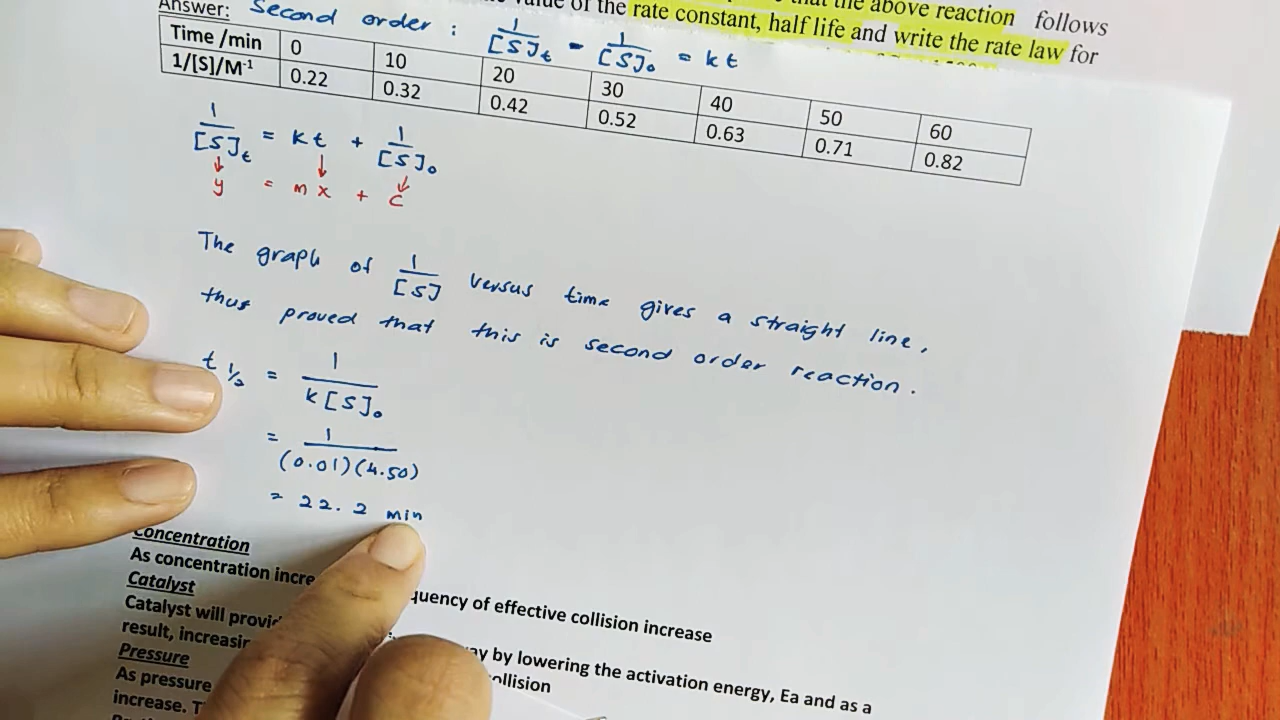 that the above reaction follows
value of the rate constant, half life and write the rate law for
Answer: Second order : 1/[S]t - 1/[S]₀ = kt
Time /min 0 10 20 30 40 50 60
1/[S]/M⁻¹ 0.22 0.32 0.42 0.52 0.63 0.71 0.82
1/[S]t = kt + 1/[S]₀
↓ ↓ ↓
y = mx + c
The graph of 1/[S] versus time gives a straight line,
thus proved that this is second order reaction.
t ½ = 1/k[S]₀
= 1/(0.01)(4.50)
= 22.2 min
Concentration
As concentration incre quency of effective collision increase
Catalyst
Catalyst will provi ay by lowering the activation energy, Ea and as a
result, increasin ollision
Pressure
As pressure
increase. T